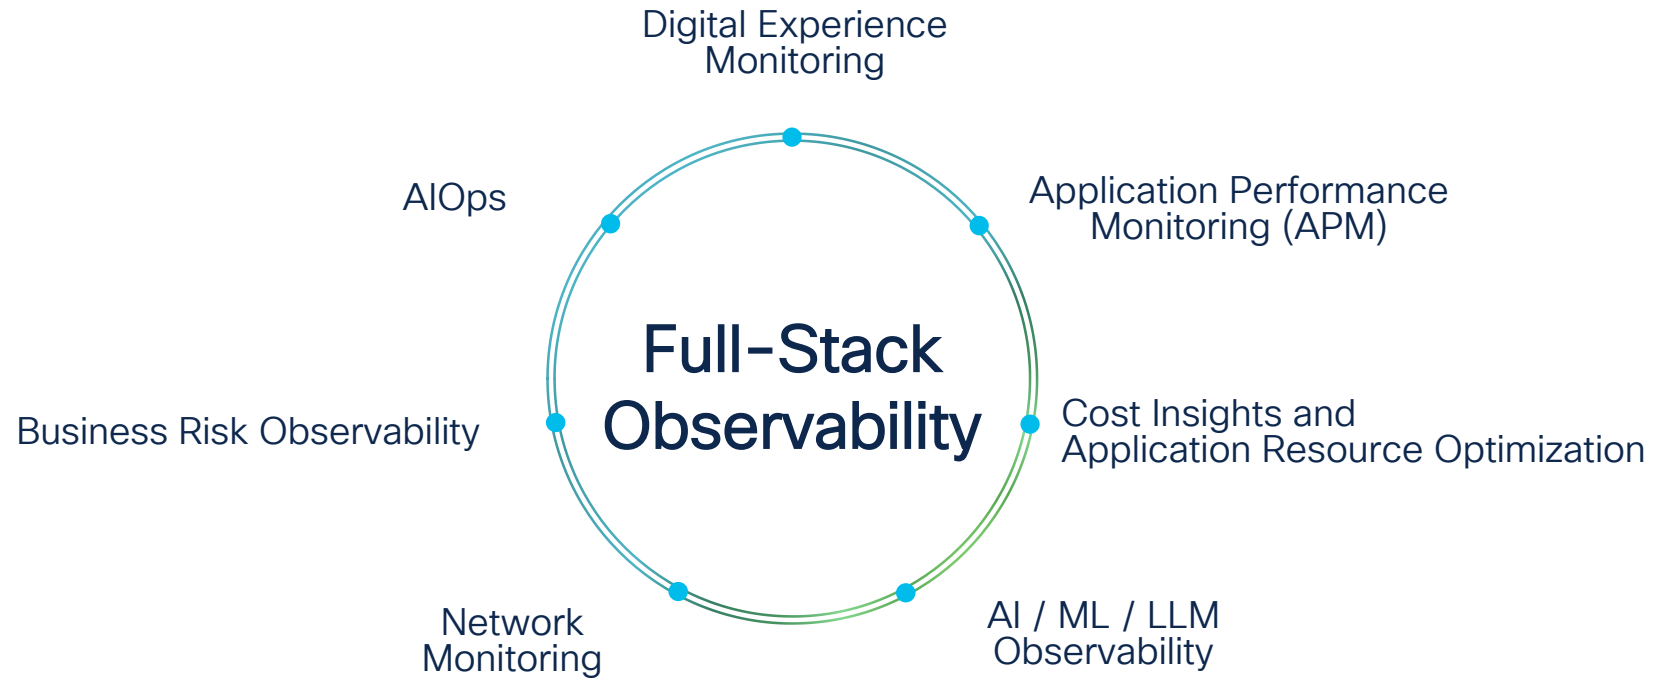 Digital Experience
Monitoring
AIOps
Application Performance
Monitoring (APM)
Full-Stack
Observability
Business Risk Observability
Cost Insights and
Application Resource Optimization
Network
Monitoring
AI / ML / LLM
Observability